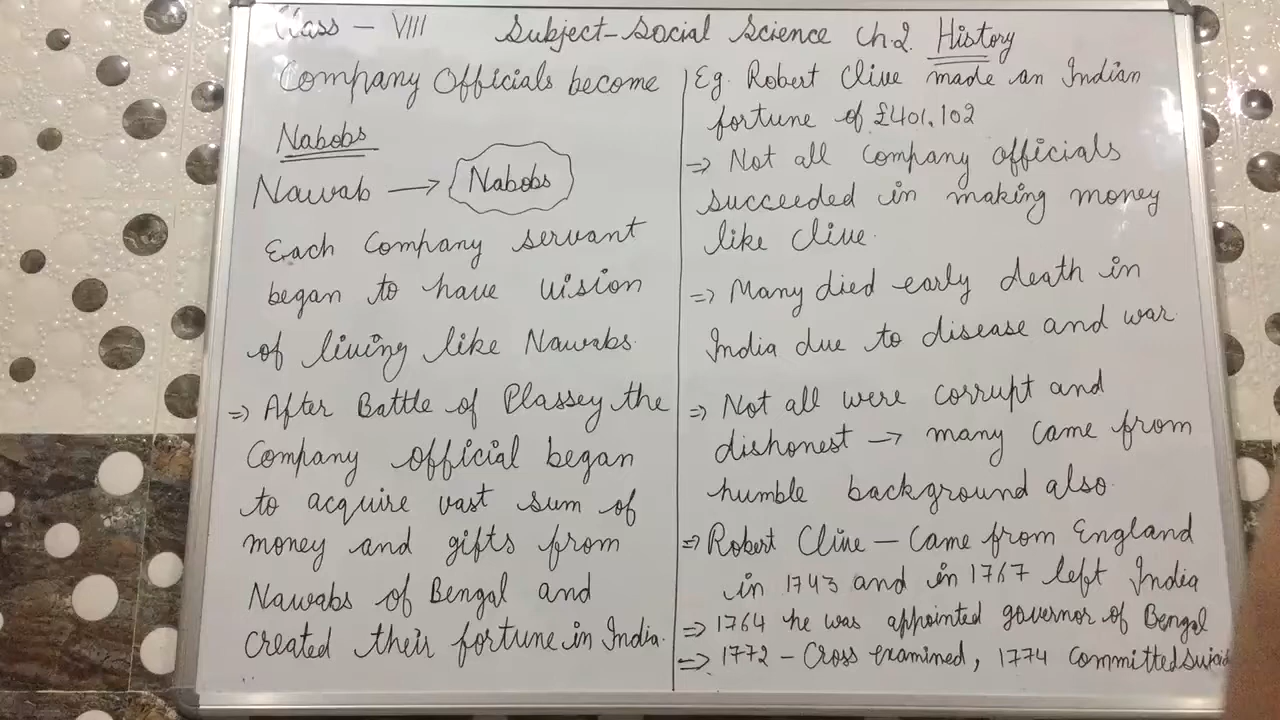 Class - VIII Subject-Social Science Ch.2. History
Company Officials become
Nabobs
Nawab → Nabobs
Each Company servant
began to have vision
of living like Nawabs.
⇒ After Battle of Plassey the
Company official began
to acquire vast sum of
money and gifts from
Nawabs of Bengal and
created their fortune in India.
Eg. Robert Clive made an Indian
fortune of £401,102
⇒ Not all Company officials
succeeded in making money
like Clive.
⇒ Many died early death in
India due to disease and war.
⇒ Not all were corrupt and
dishonest → many came from
humble background also.
⇒ Robert Clive - Came from England
in 1743 and in 1767 left India
⇒ 1764 he was appointed governor of Bengal
⇒ 1772 - Cross examined, 1774 committed